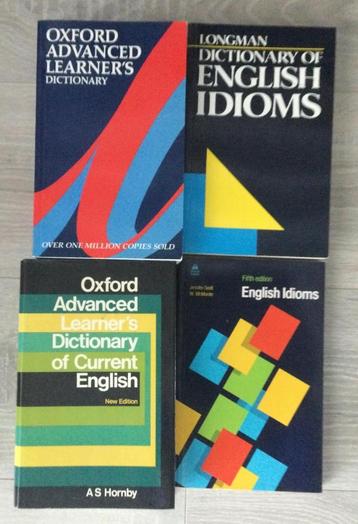 OXFORD
ADVANCED
LEARNER'S
DICTIONARY
OVER ONE MILLION COPIES SOLD
LONGMAN
DICTIONARY OF
ENGLISH
IDIOMS
Oxford
Advanced
Learner's
Dictionary
of Current
English
New Edition
A S Hornby
Fifth edition
English Idioms